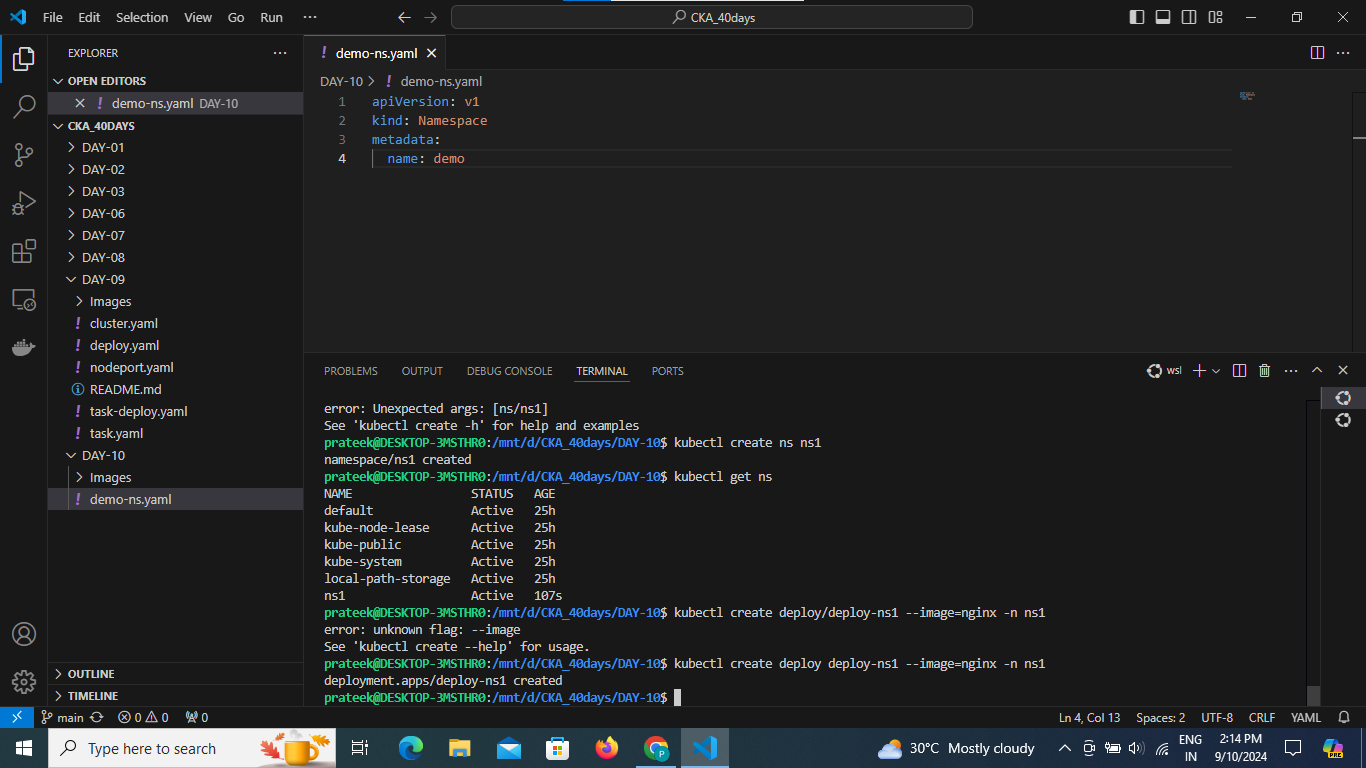 File Edit Selection View Go Run ···
CKA_40days
EXPLORER
OPEN EDITORS
demo-ns.yaml DAY-10
CKA_40DAYS
DAY-01
DAY-02
DAY-03
DAY-06
DAY-07
DAY-08
DAY-09
Images
cluster.yaml
deploy.yaml
nodeport.yaml
README.md
task-deploy.yaml
task.yaml
DAY-10
Images
demo-ns.yaml
OUTLINE
TIMELINE
demo-ns.yaml
DAY-10 > ! demo-ns.yaml
1 apiVersion: v1
2 kind: Namespace
3 metadata:
4 name: demo
PROBLEMS OUTPUT DEBUG CONSOLE TERMINAL PORTS
wsl
error: Unexpected args: [ns/ns1]
See 'kubectl create -h' for help and examples
prateek@DESKTOP-3MSTHR0:/mnt/d/CKA_40days/DAY-10$ kubectl create ns ns1
namespace/ns1 created
prateek@DESKTOP-3MSTHR0:/mnt/d/CKA_40days/DAY-10$ kubectl get ns
NAME STATUS AGE
default Active 25h
kube-node-lease Active 25h
kube-public Active 25h
kube-system Active 25h
local-path-storage Active 25h
ns1 Active 107s
prateek@DESKTOP-3MSTHR0:/mnt/d/CKA_40days/DAY-10$ kubectl create deploy/deploy-ns1 --image=nginx -n ns1
error: unknown flag: --image
See 'kubectl create --help' for usage.
prateek@DESKTOP-3MSTHR0:/mnt/d/CKA_40days/DAY-10$ kubectl create deploy deploy-ns1 --image=nginx -n ns1
deployment.apps/deploy-ns1 created
prateek@DESKTOP-3MSTHR0:/mnt/d/CKA_40days/DAY-10$
main 0 0 0 Ln 4, Col 13 Spaces: 2 UTF-8 CRLF YAML
Type here to search
30°C Mostly cloudy
ENG
IN
2:14 PM
9/10/2024
PRE